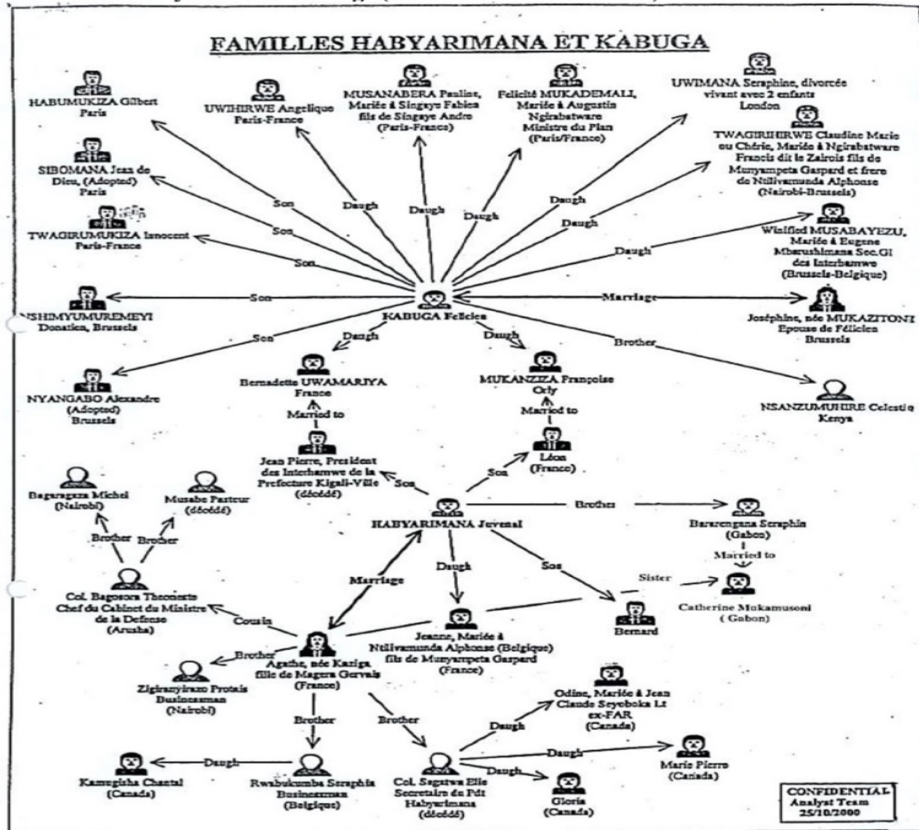 FAMILLES HABYARIMANA ET KABUGA
HABUMUKIZA Gilbert
Paris
UWIHIRWE Angelique
Paris-France
MUSANABERA Pauline,
Mariée à Singaye Fabien
fils de Singaye Andre
(Paris-France)
Felicité MUKADEMALI,
Mariée à Augustin
Ngirabatware
Ministre du Plan
(Paris/France)
UWIMANA Seraphine, divorcée
vivant avec 2 enfants
London
SIBOMANA Jean de
Dieu, (Adopted)
Paris
TWAGIRIHIRWE Claudine Marie
ou Chérie, Mariée à Ngirabatware
Francis dit le Zairois fils de
Munyampeta Gaspard et frere
de Ntilivamunda Alphonse
(Nairobi-Brussels)
TWAGIRUMUKIZA Innocent
Paris-France
Winified MUSABAYEZU,
Mariée à Eugene
Mbarushimana Sec.Gl
des Interhamwe
(Brussels-Belgique)
Son
Son
Son
Daugh
Daugh
Daugh
Daugh
Daugh
Daugh
NSHIMYUMUREMEYI
Donatien, Brussels
Son
KABUGA Felicien
Marriage
Joséphine, née MUKAZITONI
Epouse de Félicien
Brussels
Son
Daugh
Daugh
Brother
NYANGABO Alexandre
(Adopted)
Brussels
Bernadette UWAMARIYA
France
MUKANZIZA Françoise
Orly
NSANZUMUHIRE Celestin
Kenya
Married to
Married to
Jean Pierre, President
des Interhamwe de la
Prefecture Kigali-Ville
(décédé)
Léon
(France)
Son
Son
Bagaragaza Michel
(Nairobi)
Musabe Pasteur
(décédé)
HABYARIMANA Juvenal
Brother
Bararengana Seraphin
(Gabon)
Married to
Brother
Brother
Marriage
Daugh
Son
Sister
Catherine Mukamusoni
( Gabon)
Col. Bagosora Theoneste
Chef du Cabinet du Ministre
de la Defense
(Arusha)
Cousin
Bernard
Jeanne, Mariée à
Ntilivamunda Alphonse (Belgique)
fils de Munyampeta Gaspard
(France)
Brother
Agathe, née Kaziga
fille de Magera Gervais
(France)
Zigiranyirazo Protais
Businessman
(Nairobi)
Brother
Brother
Odine, Mariée à Jean
Claude Seyoboka Lt
ex-FAR
(Canada)
Daugh
Daugh
Daugh
Daugh
Kamugisha Chantal
(Canada)
Rwabukumba Seraphin
Businessman
(Belgique)
Col. Sagatwa Elie
Secretaire du Pdt
Habyarimana
(décédé)
Gloria
(Canada)
Marie Pierre
(Canada)
CONFIDENTIAL
Analyst Team
25/10/2000